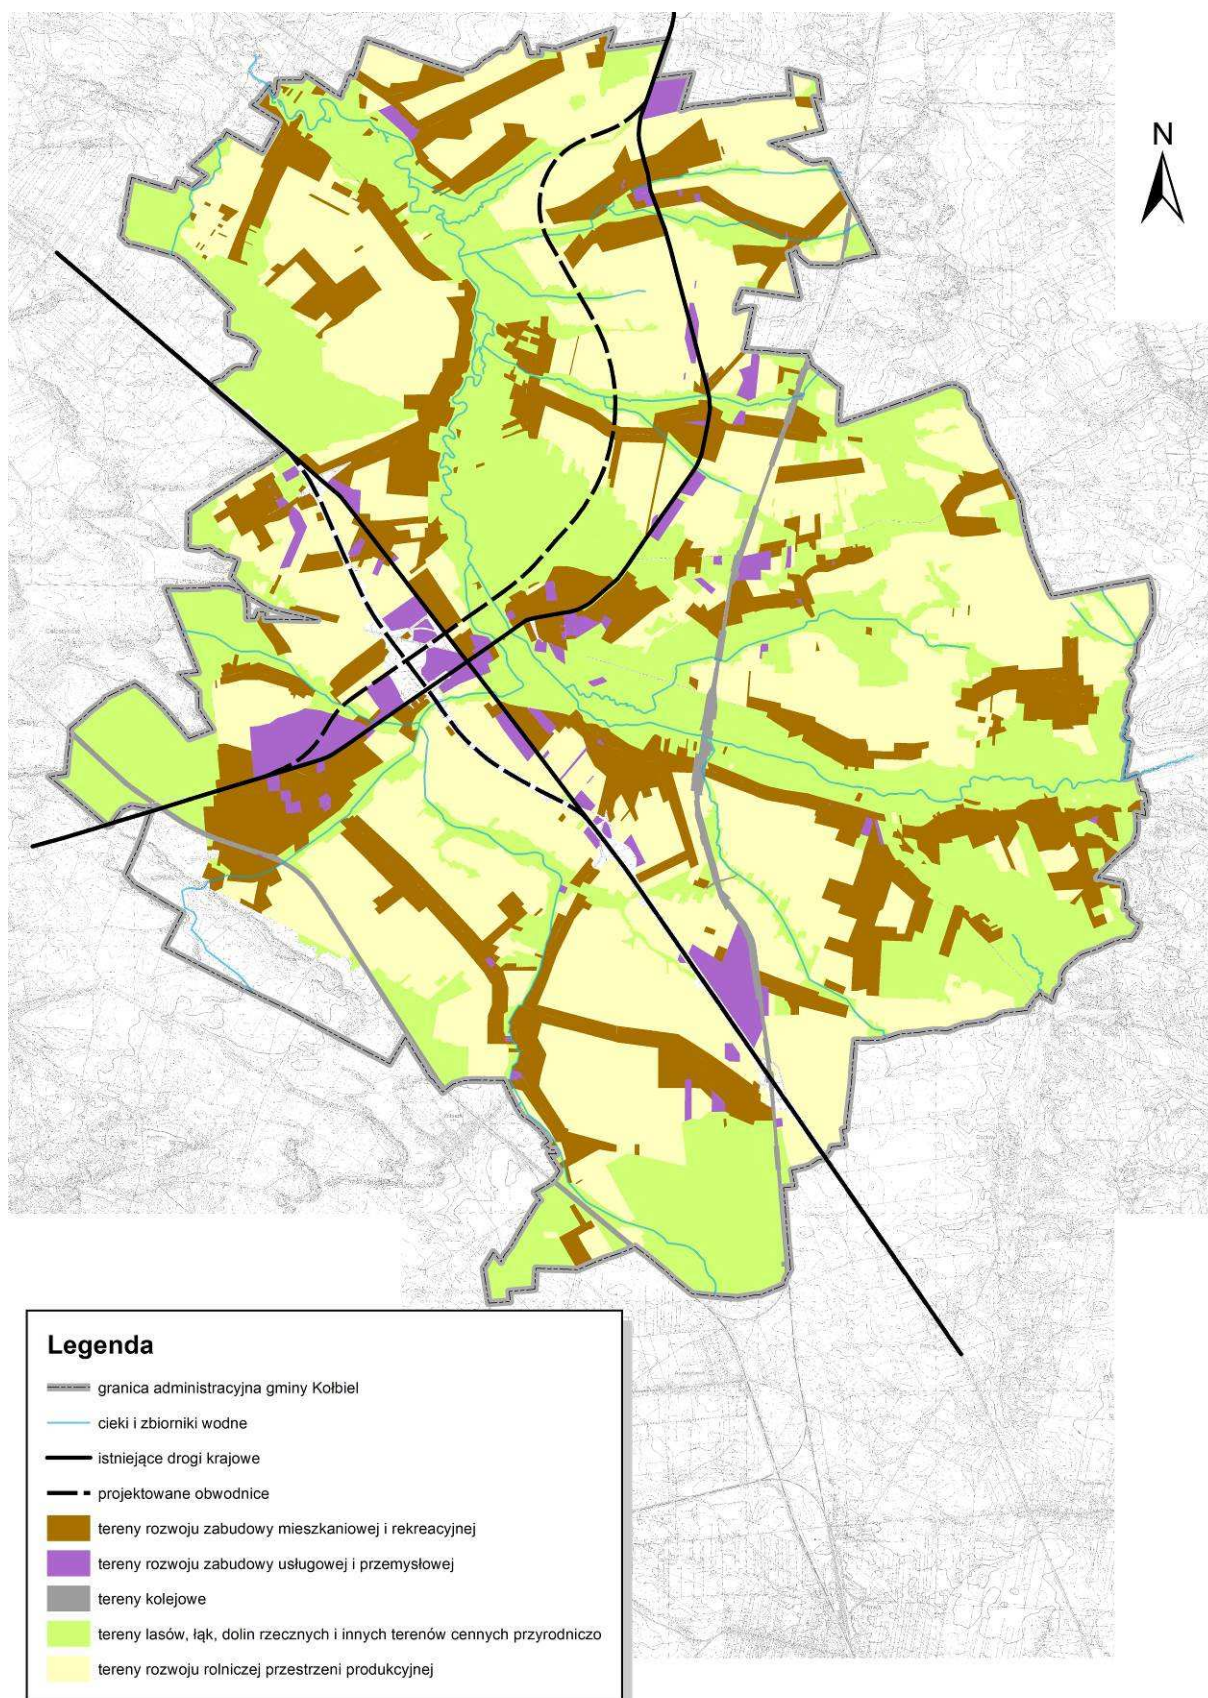 N
Legenda
granica administracyjna gminy Kołbiel
cieki i zbiorniki wodne
istniejące drogi krajowe
projektowane obwodnice
tereny rozwoju zabudowy mieszkaniowej i rekreacyjnej
tereny rozwoju zabudowy usługowej i przemysłowej
tereny kolejowe
tereny lasów, łąk, dolin rzecznych i innych terenów cennych przyrodniczo
tereny rozwoju rolniczej przestrzeni produkcyjnej